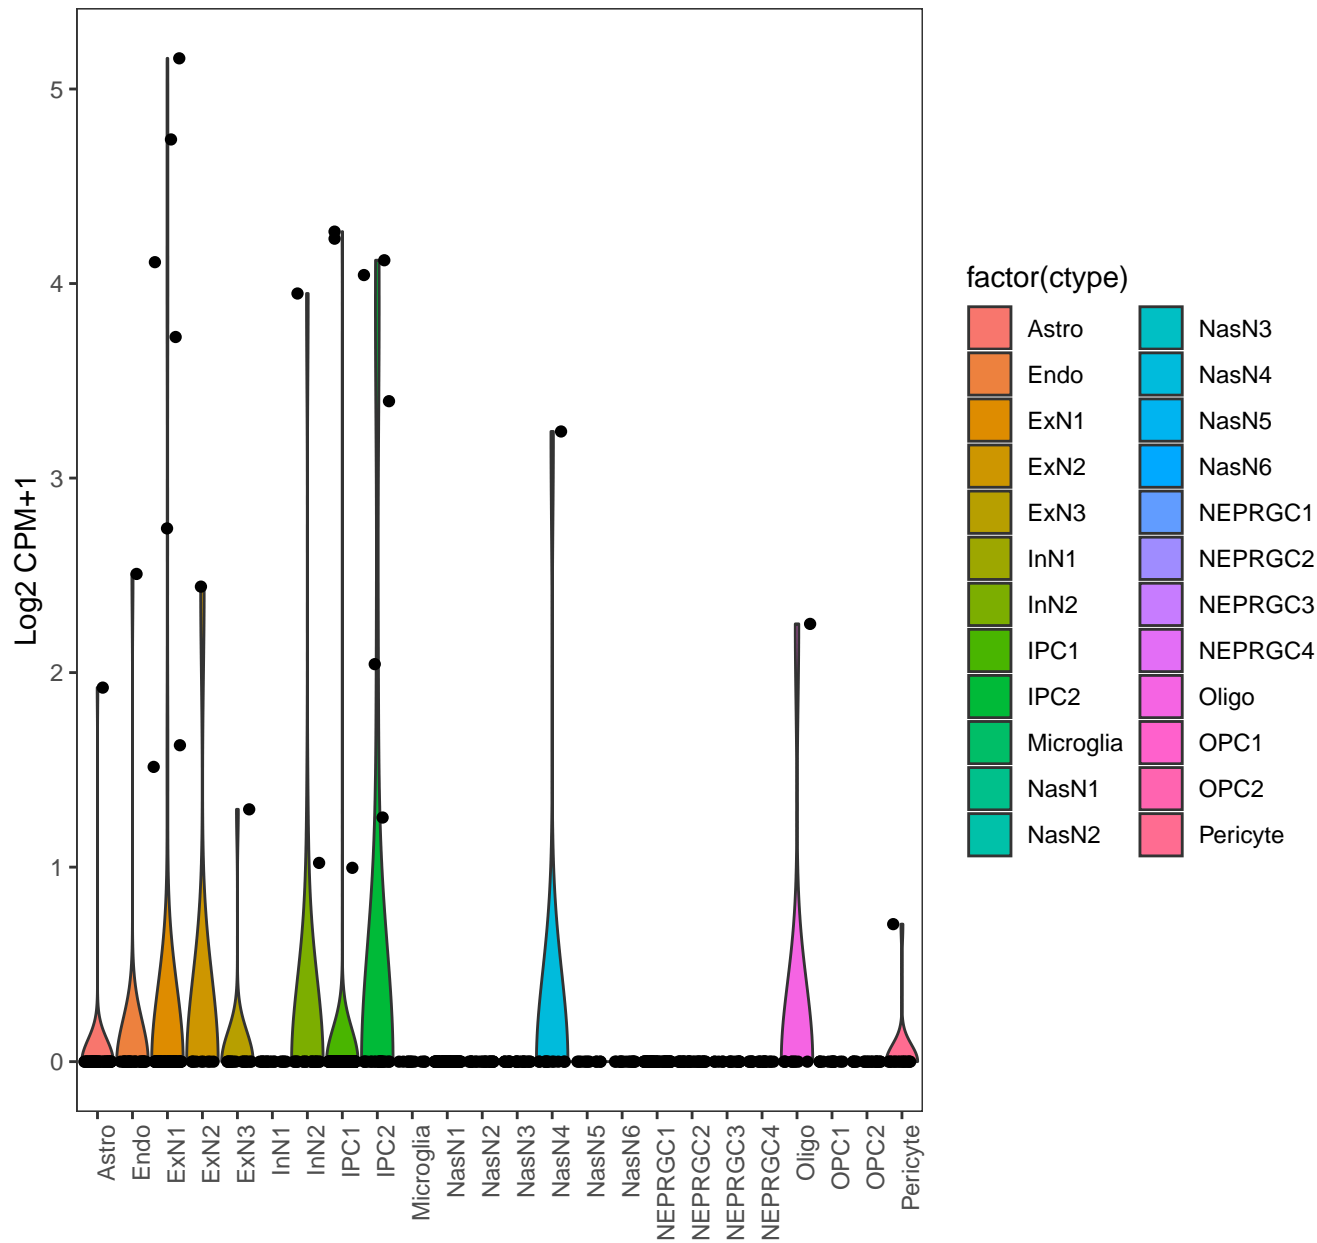 5
4
3
2
1
0
Log2 CPM+1
Astro
Endo
ExN1
ExN2
ExN3
InN1
InN2
IPC1
IPC2
Microglia
NasN1
NasN2
NasN3
NasN4
NasN5
NasN6
NEPRGC1
NEPRGC2
NEPRGC3
NEPRGC4
Oligo
OPC1
OPC2
Pericyte
factor(ctype)
Astro
Endo
ExN1
ExN2
ExN3
InN1
InN2
IPC1
IPC2
Microglia
NasN1
NasN2
NasN3
NasN4
NasN5
NasN6
NEPRGC1
NEPRGC2
NEPRGC3
NEPRGC4
Oligo
OPC1
OPC2
Pericyte